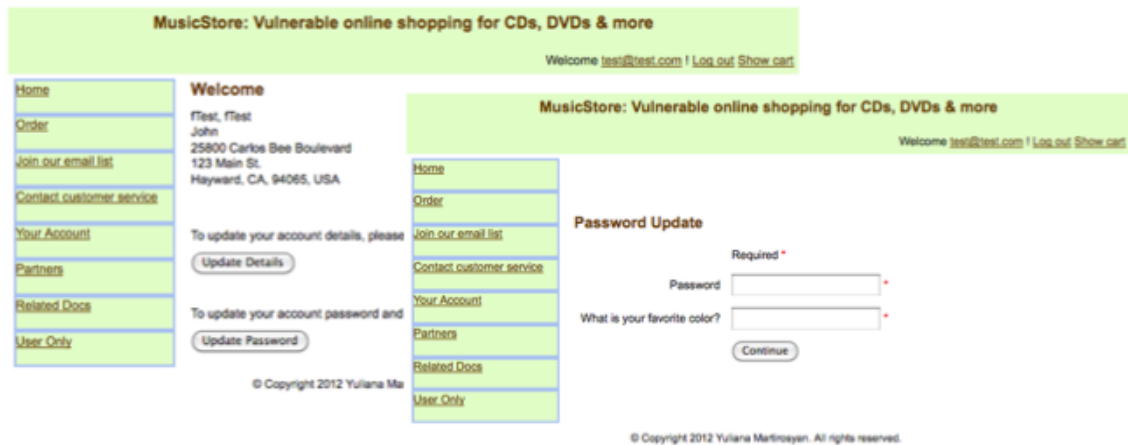 MusicStore: Vulnerable online shopping for CDs, DVDs & more
Welcome test@test.com ! Log out Show cart
Home
Order
Join our email list
Contact customer service
Your Account
Partners
Related Docs
User Only
Welcome
fTest, fTest
John
25800 Carlos Bee Boulevard
123 Main St.
Hayward, CA, 94065, USA
To update your account details, please
Update Details
To update your account password and
Update Password
© Copyright 2012 Yuliana Ma
MusicStore: Vulnerable online shopping for CDs, DVDs & more
Welcome test@test.com ! Log out Show cart
Home
Order
Join our email list
Contact customer service
Your Account
Partners
Related Docs
User Only
Password Update
Required *
Password *
What is your favorite color? *
Continue
© Copyright 2012 Yuliana Martirosyan. All rights reserved.